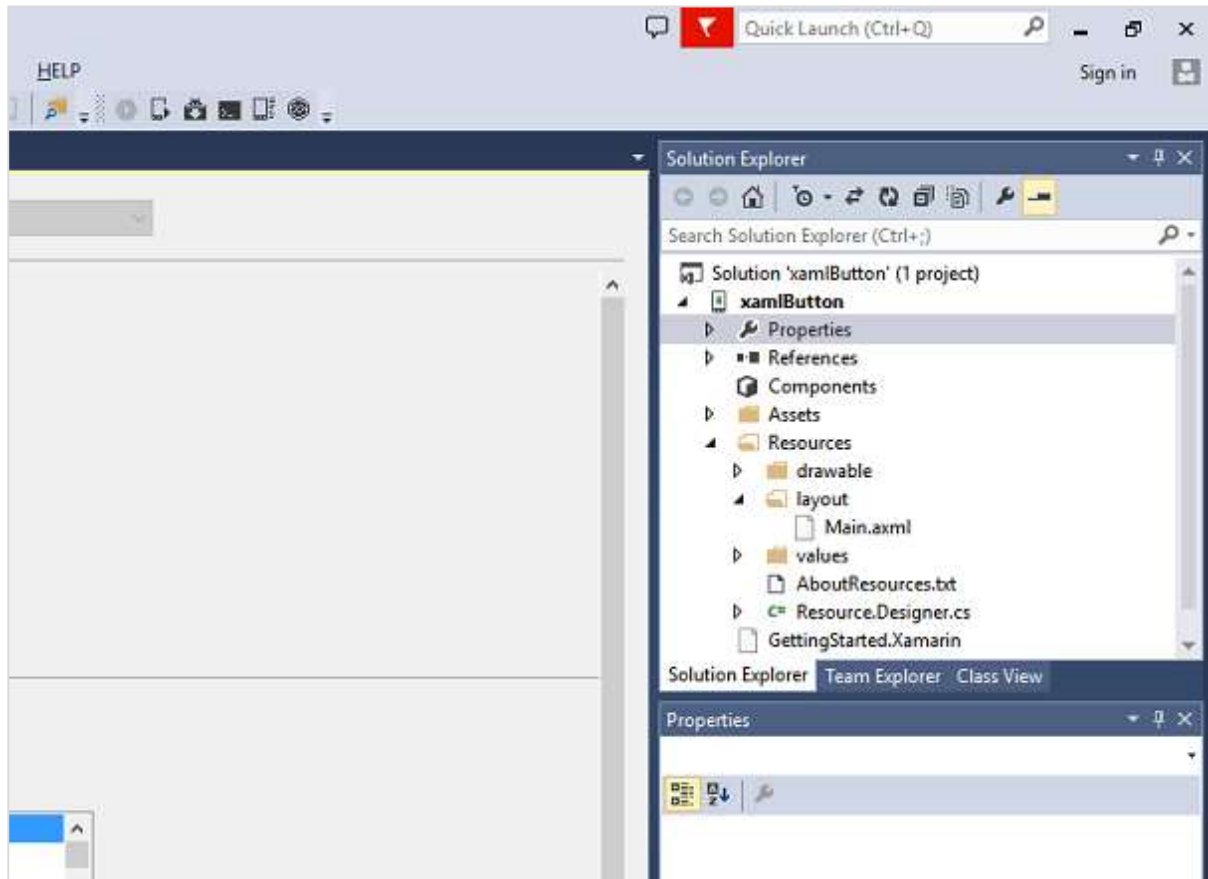 Quick Launch (Ctrl+Q)
HELP
Sign in
Solution Explorer
Search Solution Explorer (Ctrl+;)
Solution 'xamlButton' (1 project)
xamlButton
Properties
References
Components
Assets
Resources
drawable
layout
Main.axml
values
AboutResources.txt
C# Resource.Designer.cs
GettingStarted.Xamarin
Solution Explorer Team Explorer Class View
Properties